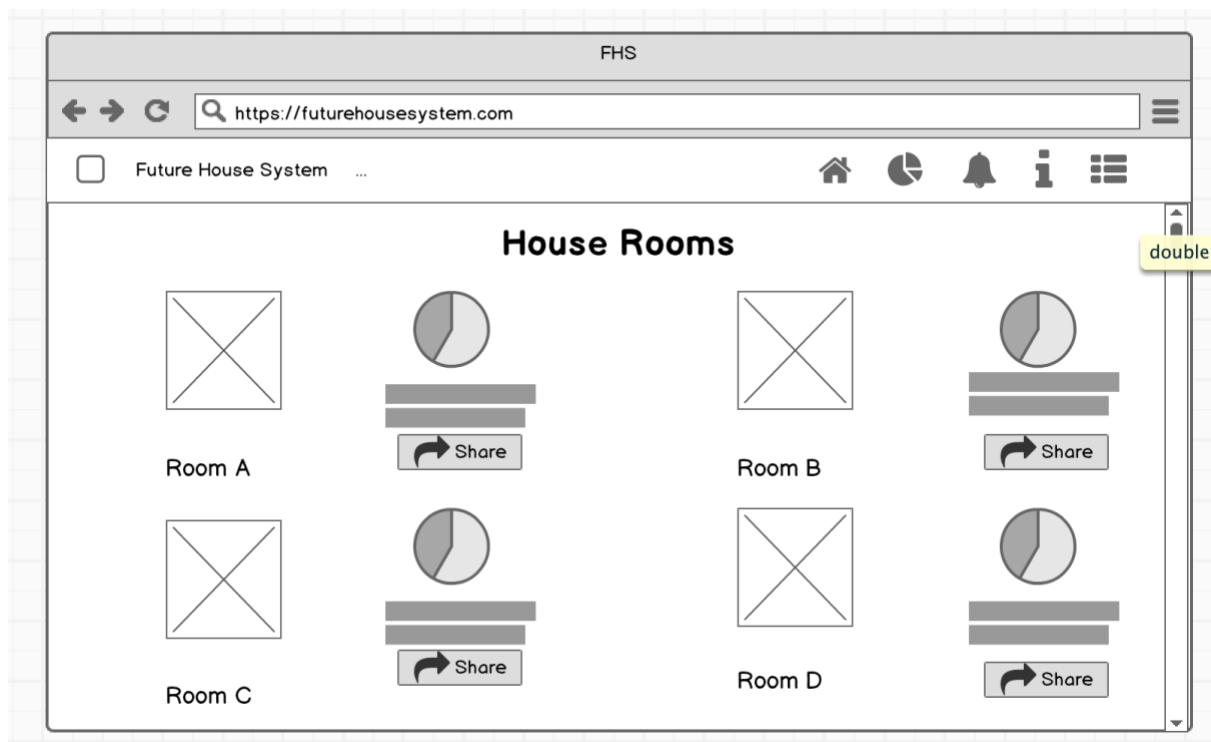 FHS
https://futurehousesystem.com
Future House System ...
House Rooms
double
Share
Share
Room A
Room B
Share
Share
Room C
Room D